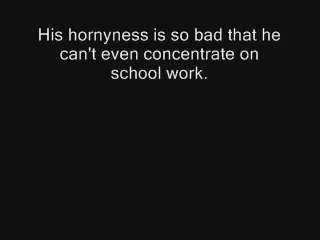 His hornyness is so bad that he
can't even concentrate on
school work.